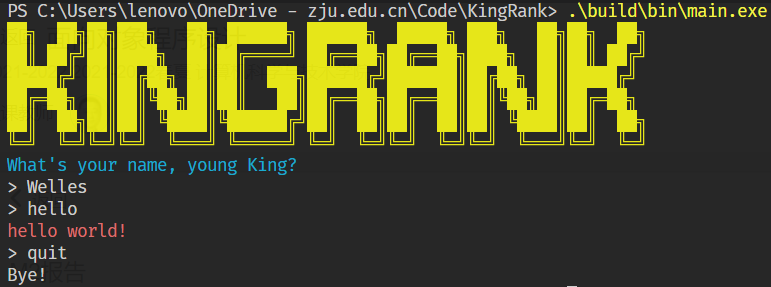 PS C:\Users\lenovo\OneDrive - zju.edu.cn\Code\KingRank> .\build\bin\main.exe
KINGRANK
What's your name, young King?
> Welles
> hello
hello world!
> quit
Bye!